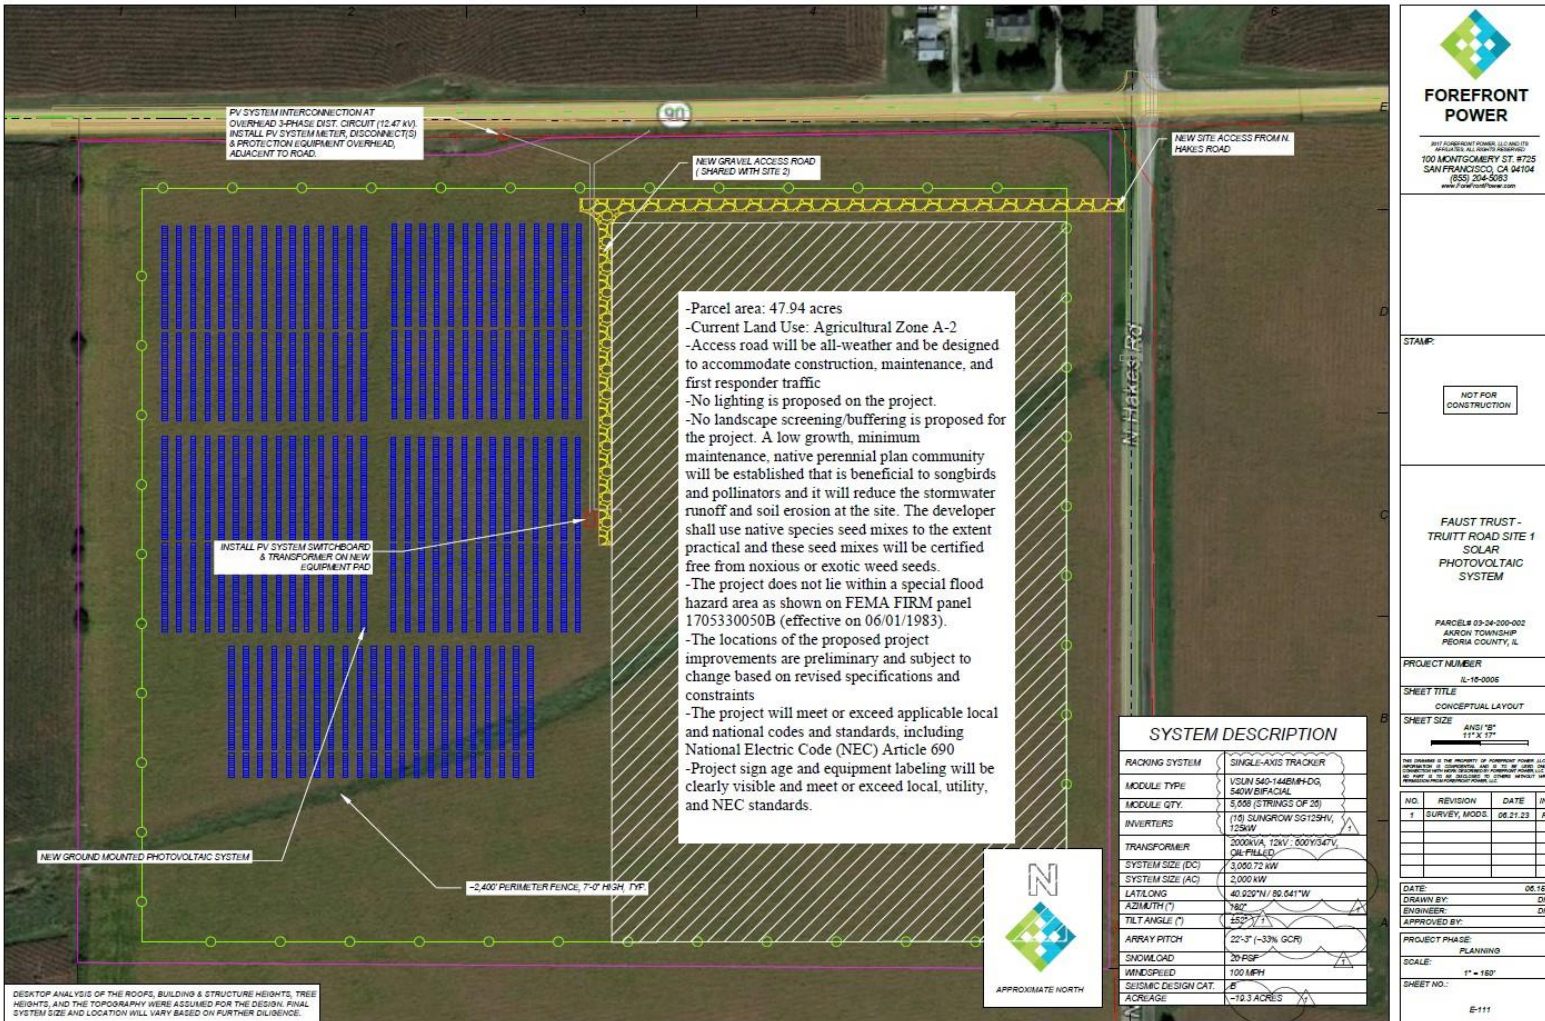 1
2
3
6
E
D
C
B
A
90
N Hakes Rd
PV SYSTEM INTERCONNECTION AT
OVERHEAD 3-PHASE DIST. CIRCUIT (12.47 kV).
INSTALL PV SYSTEM METER, DISCONNECT(S)
& PROTECTION EQUIPMENT OVERHEAD,
ADJACENT TO ROAD.
NEW GRAVEL ACCESS ROAD
( SHARED WITH SITE 2)
NEW SITE ACCESS FROM N.
HAKES ROAD
INSTALL PV SYSTEM SWITCHBOARD
& TRANSFORMER ON NEW
EQUIPMENT PAD
NEW GROUND MOUNTED PHOTOVOLTAIC SYSTEM
~2,400' PERIMETER FENCE, 7'-0" HIGH, TYP.
DESKTOP ANALYSIS OF THE ROOFS, BUILDING & STRUCTURE HEIGHTS, TREE
HEIGHTS, AND THE TOPOGRAPHY WERE ASSUMED FOR THE DESIGN. FINAL
SYSTEM SIZE AND LOCATION WILL VARY BASED ON FURTHER DILIGENCE.
-Parcel area: 47.94 acres
-Current Land Use: Agricultural Zone A-2
-Access road will be all-weather and be designed
to accommodate construction, maintenance, and
first responder traffic
-No lighting is proposed on the project.
-No landscape screening/buffering is proposed for
the project. A low growth, minimum
maintenance, native perennial plan community
will be established that is beneficial to songbirds
and pollinators and it will reduce the stormwater
runoff and soil erosion at the site. The developer
shall use native species seed mixes to the extent
practical and these seed mixes will be certified
free from noxious or exotic weed seeds.
-The project does not lie within a special flood
hazard area as shown on FEMA FIRM panel
1705330050B (effective on 06/01/1983).
-The locations of the proposed project
improvements are preliminary and subject to
change based on revised specifications and
constraints
-The project will meet or exceed applicable local
and national codes and standards, including
National Electric Code (NEC) Article 690
-Project sign age and equipment labeling will be
clearly visible and meet or exceed local, utility,
and NEC standards.
N
APPROXIMATE NORTH
SYSTEM DESCRIPTION
RACKING SYSTEM SINGLE-AXIS TRACKER
MODULE TYPE VSUN 540-144BMH-DG,
540W BIFACIAL
MODULE QTY. 5,668 (STRINGS OF 26)
INVERTERS (16) SUNGROW SG125HV,
125kW 1
TRANSFORMER 2000kVA, 12kV : 600Y/347V,
OIL-FILLED
SYSTEM SIZE (DC) 3,060.72 kW
SYSTEM SIZE (AC) 2,000 kW
LAT/LONG 40.929°N / 89.641°W
AZIMUTH (°) 180°
TILT ANGLE (°) ±52° 1
ARRAY PITCH 22'-3" (~33% GCR)
SNOWLOAD 20 PSF 1
WINDSPEED 100 MPH
SEISMIC DESIGN CAT. B
ACREAGE ~19.3 ACRES 1
FOREFRONT
POWER
2017 FOREFRONT POWER, LLC AND ITS
AFFILIATES. ALL RIGHTS RESERVED
100 MONTGOMERY ST. #725
SAN FRANCISCO, CA 94104
(855) 204-5083
www.ForeFrontPower.com
STAMP:
NOT FOR
CONSTRUCTION
FAUST TRUST -
TRUITT ROAD SITE 1
SOLAR
PHOTOVOLTAIC
SYSTEM
PARCEL# 03-24-200-002
AKRON TOWNSHIP
PEORIA COUNTY, IL
PROJECT NUMBER
IL-18-0006
SHEET TITLE
CONCEPTUAL LAYOUT
SHEET SIZE
ANSI "B"
11" X 17"
NO. REVISION DATE
1 SURVEY, MODS. 06.21.23
DATE:
DRAWN BY:
ENGINEER:
APPROVED BY:
PROJECT PHASE:
PLANNING
SCALE:
1" = 150'
SHEET NO.:
E-111